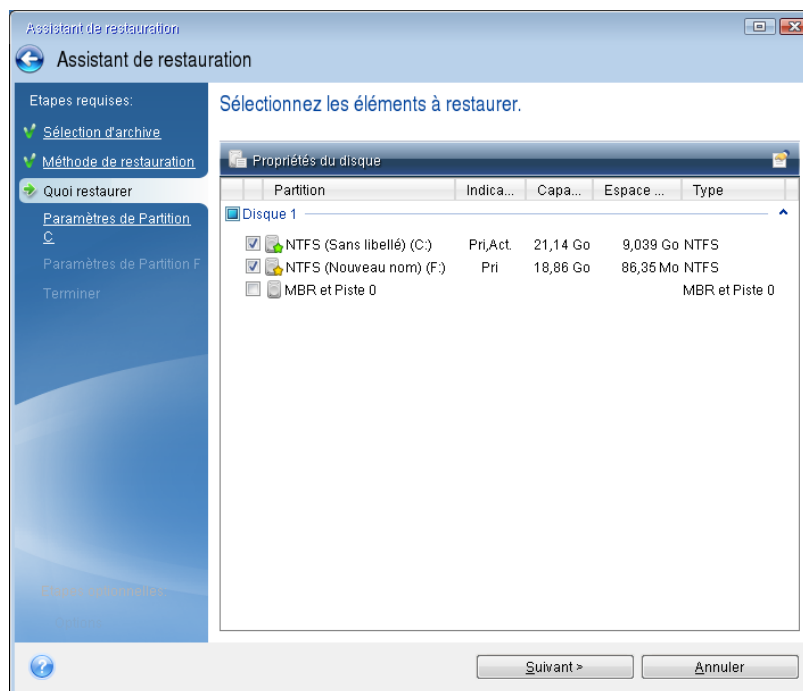 Assistant de restauration
Assistant de restauration
Etapes requises:
Sélection d'archive
Méthode de restauration
Quoi restaurer
Paramètres de Partition
C
Paramètres de Partition F
Terminer
Sélectionnez les éléments à restaurer.
Propriétés du disque
Partition Indica... Capa... Espace ... Type
Disque 1
NTFS (Sans libellé) (C:) Pri,Act. 21,14 Go 9,039 Go NTFS
NTFS (Nouveau nom) (F:) Pri 18,86 Go 86,35 Mo NTFS
MBR et Piste 0 MBR et Piste 0
Suivant >
Annuler